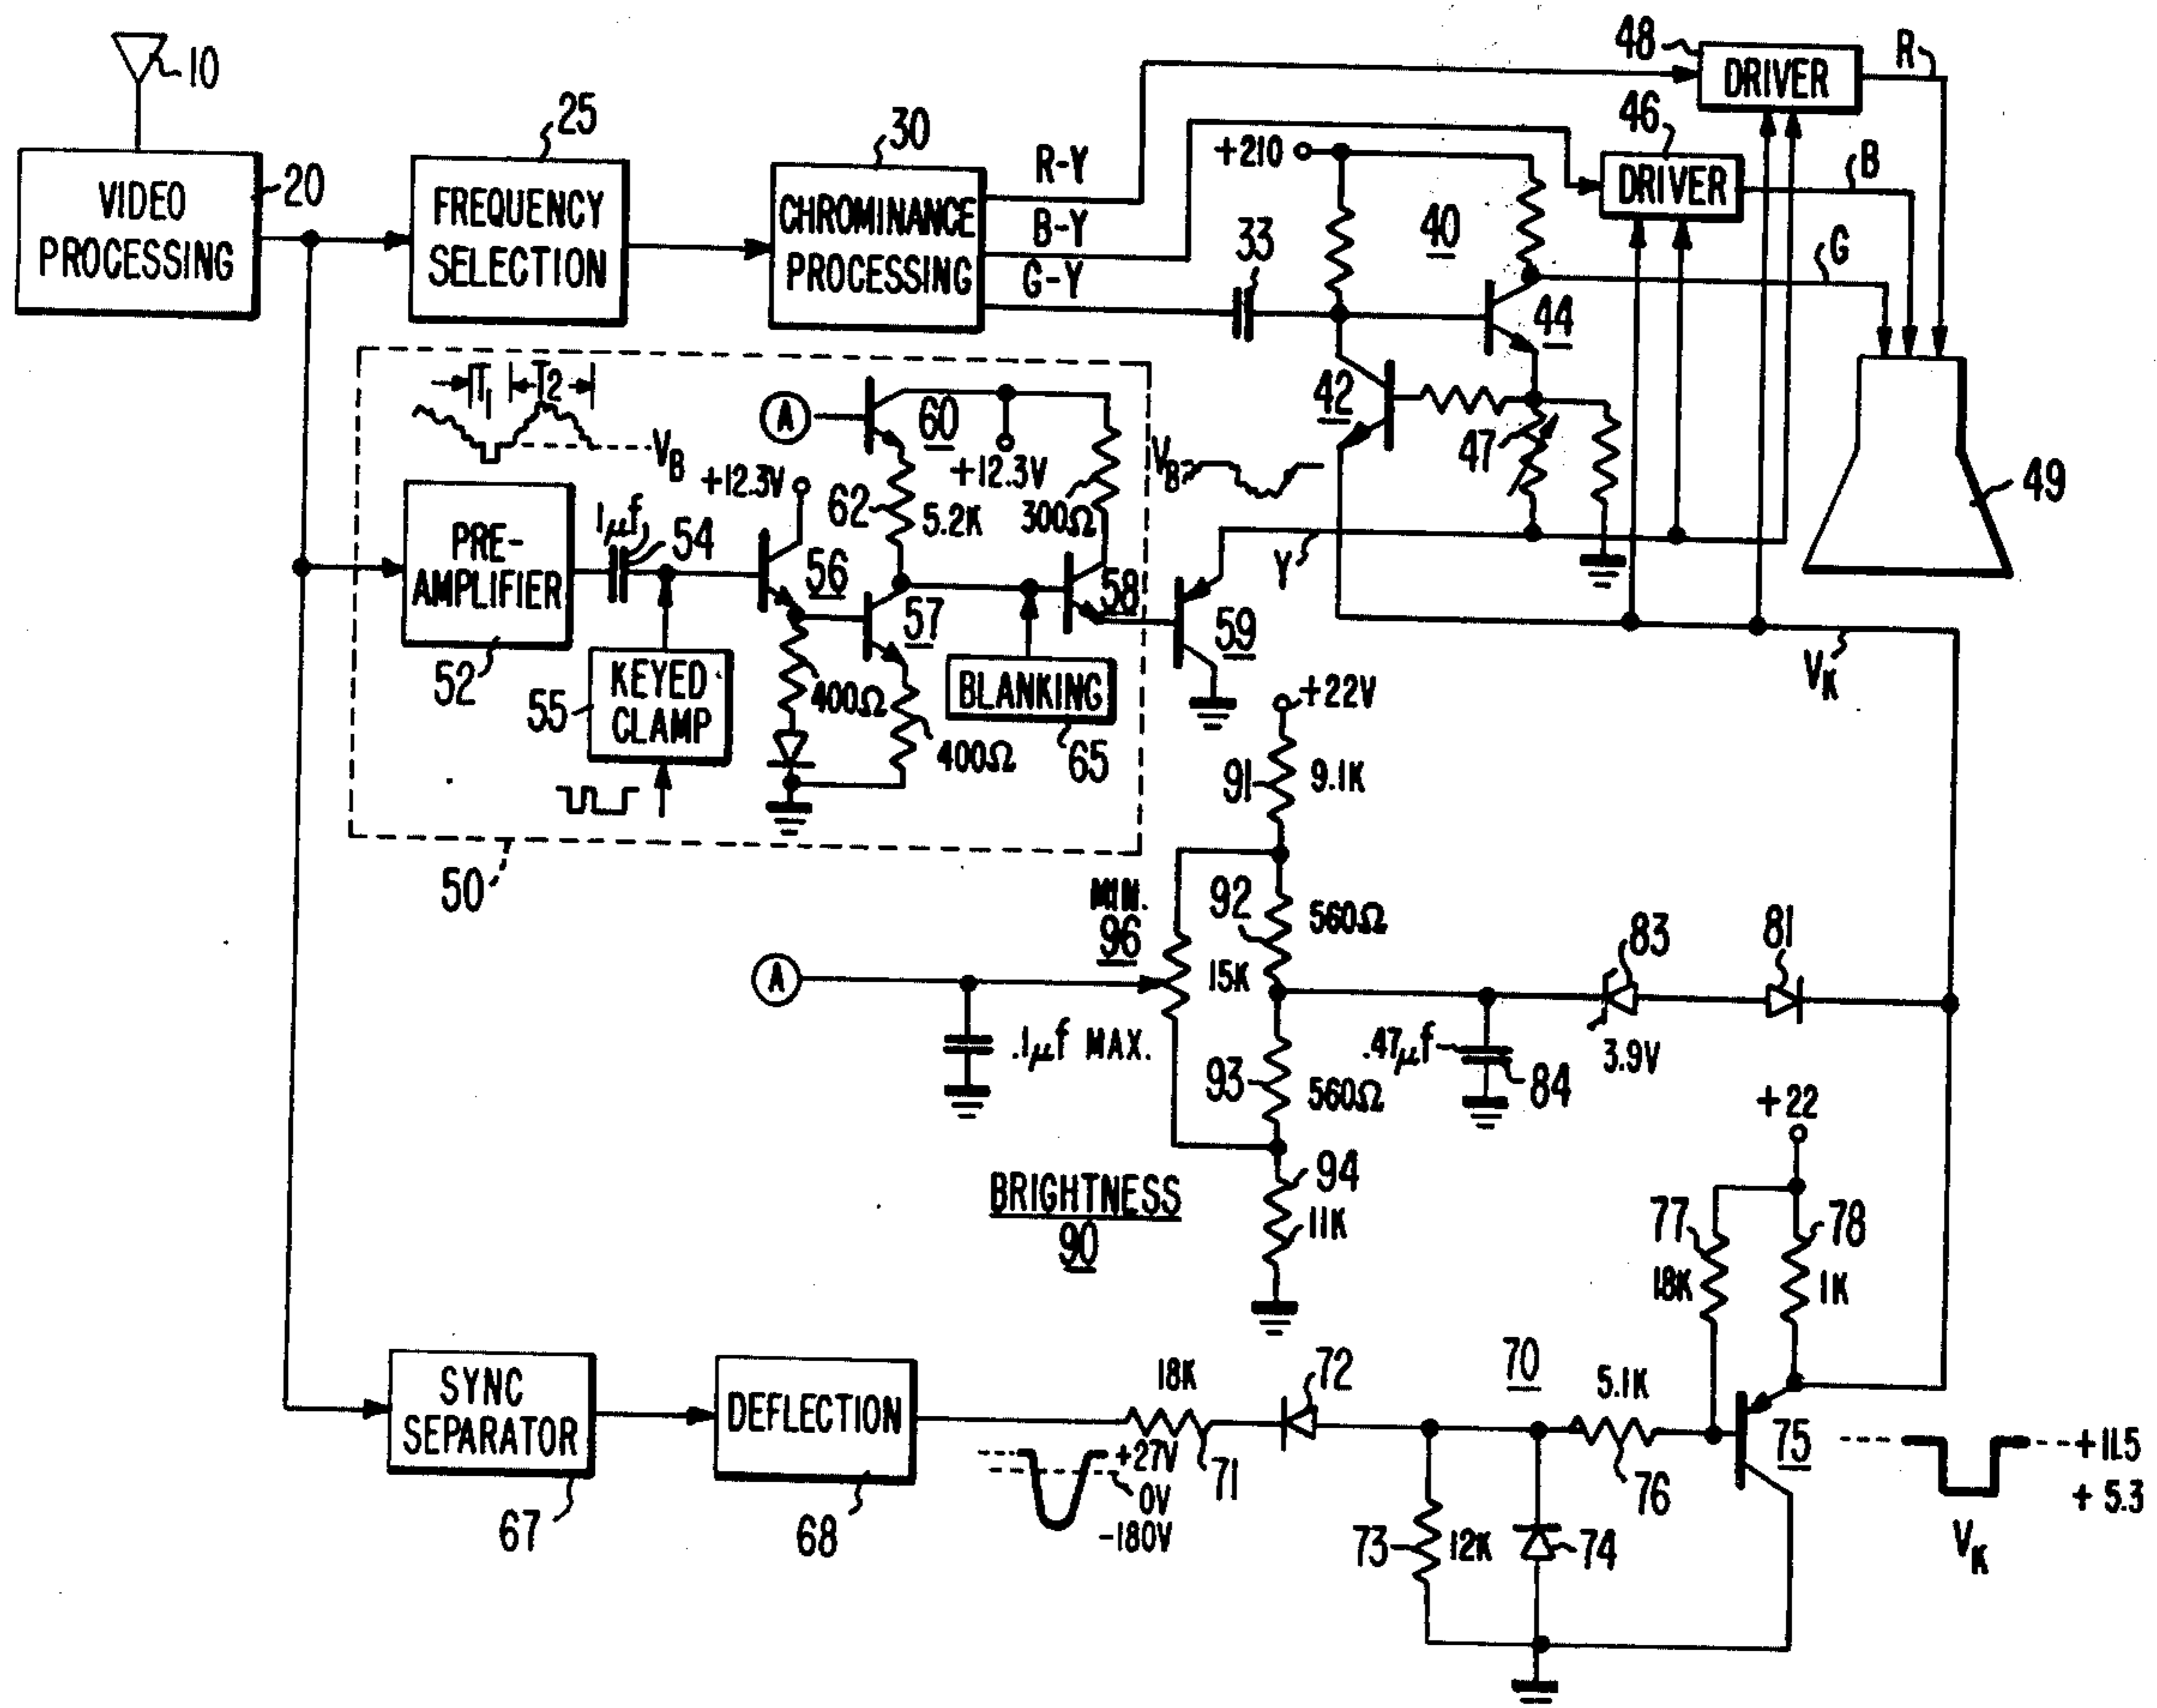 10
VIDEO
PROCESSING
20
25
FREQUENCY
SELECTION
30
CHROMINANCE
PROCESSING
R-Y
B-Y
G-Y
48
DRIVER
R
46
DRIVER
B
+210
33
40
G
44
42
47
49
T1
T2
VB
A
60
+12.3V
+12.3V
62
5.2K
300Ω
VB
PRE-
AMPLIFIER
52
1µf
54
56
57
58
59
Y
VK
KEYED
CLAMP
55
400Ω
400Ω
BLANKING
65
50
+22V
91
9.1K
MIN.
96
92
560Ω
15K
A
.1µf MAX.
93
560Ω
.47µf
84
83
3.9V
81
BRIGHTNESS
90
94
11K
+22
77
18K
78
1K
SYNC
SEPARATOR
67
DEFLECTION
68
18K
71
+27V
0V
-180V
72
70
5.1K
76
73
12K
74
75
+11.5
+5.3
VK